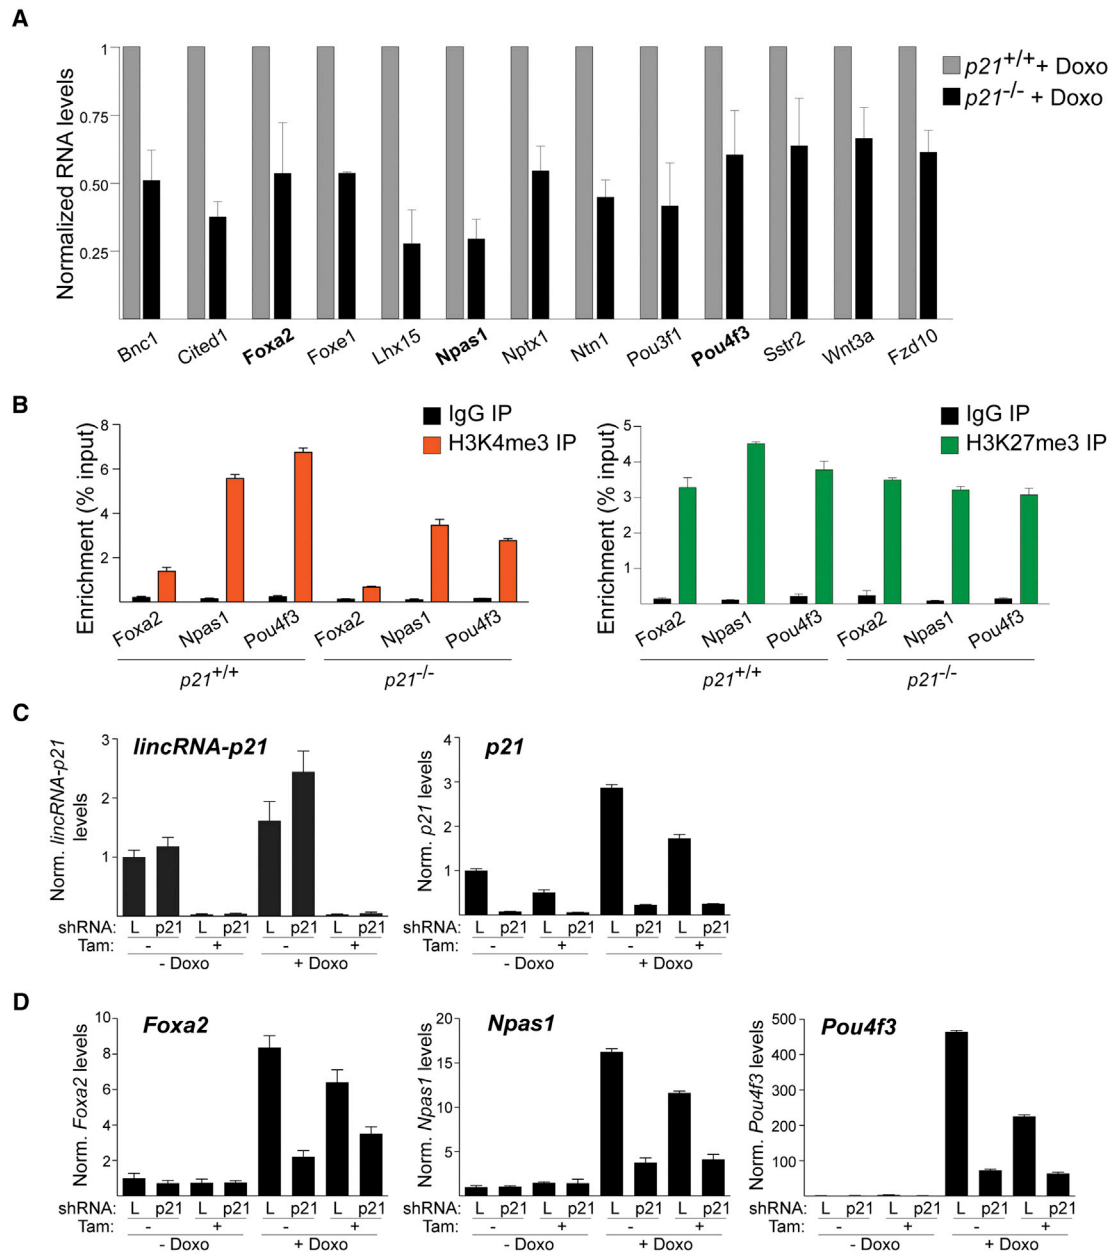 A
Normalized RNA levels
1
0.75
0.50
0.25
p21+/+ + Doxo
p21-/- + Doxo
Bnc1 Cited1 Foxa2 Foxe1 Lhx15 Npas1 Nptx1 Ntn1 Pou3f1 Pou4f3 Sstr2 Wnt3a Fzd10
B
Enrichment (% input)
8
6
4
2
IgG IP
H3K4me3 IP
Foxa2 Npas1 Pou4f3 Foxa2 Npas1 Pou4f3
p21+/+ p21-/-
Enrichment (% input)
5
4
3
2
1
IgG IP
H3K27me3 IP
Foxa2 Npas1 Pou4f3 Foxa2 Npas1 Pou4f3
p21+/+ p21-/-
C
lincRNA-p21
Norm. lincRNA-p21
levels
3
2
1
shRNA: L p21 L p21 L p21 L p21
Tam: - + - +
- Doxo + Doxo
p21
Norm. p21 levels
4
3
2
1
L p21 L p21 L p21 L p21
- + - +
- Doxo + Doxo
D
Foxa2
Norm. Foxa2 levels
10
8
6
4
2
shRNA: L p21 L p21 L p21 L p21
Tam: - + - +
- Doxo + Doxo
Npas1
Norm. Npas1 levels
20
15
10
5
L p21 L p21 L p21 L p21
- + - +
- Doxo + Doxo
Pou4f3
Norm. Pou4f3 levels
500
400
300
200
100
L p21 L p21 L p21 L p21
- + - +
- Doxo + Doxo